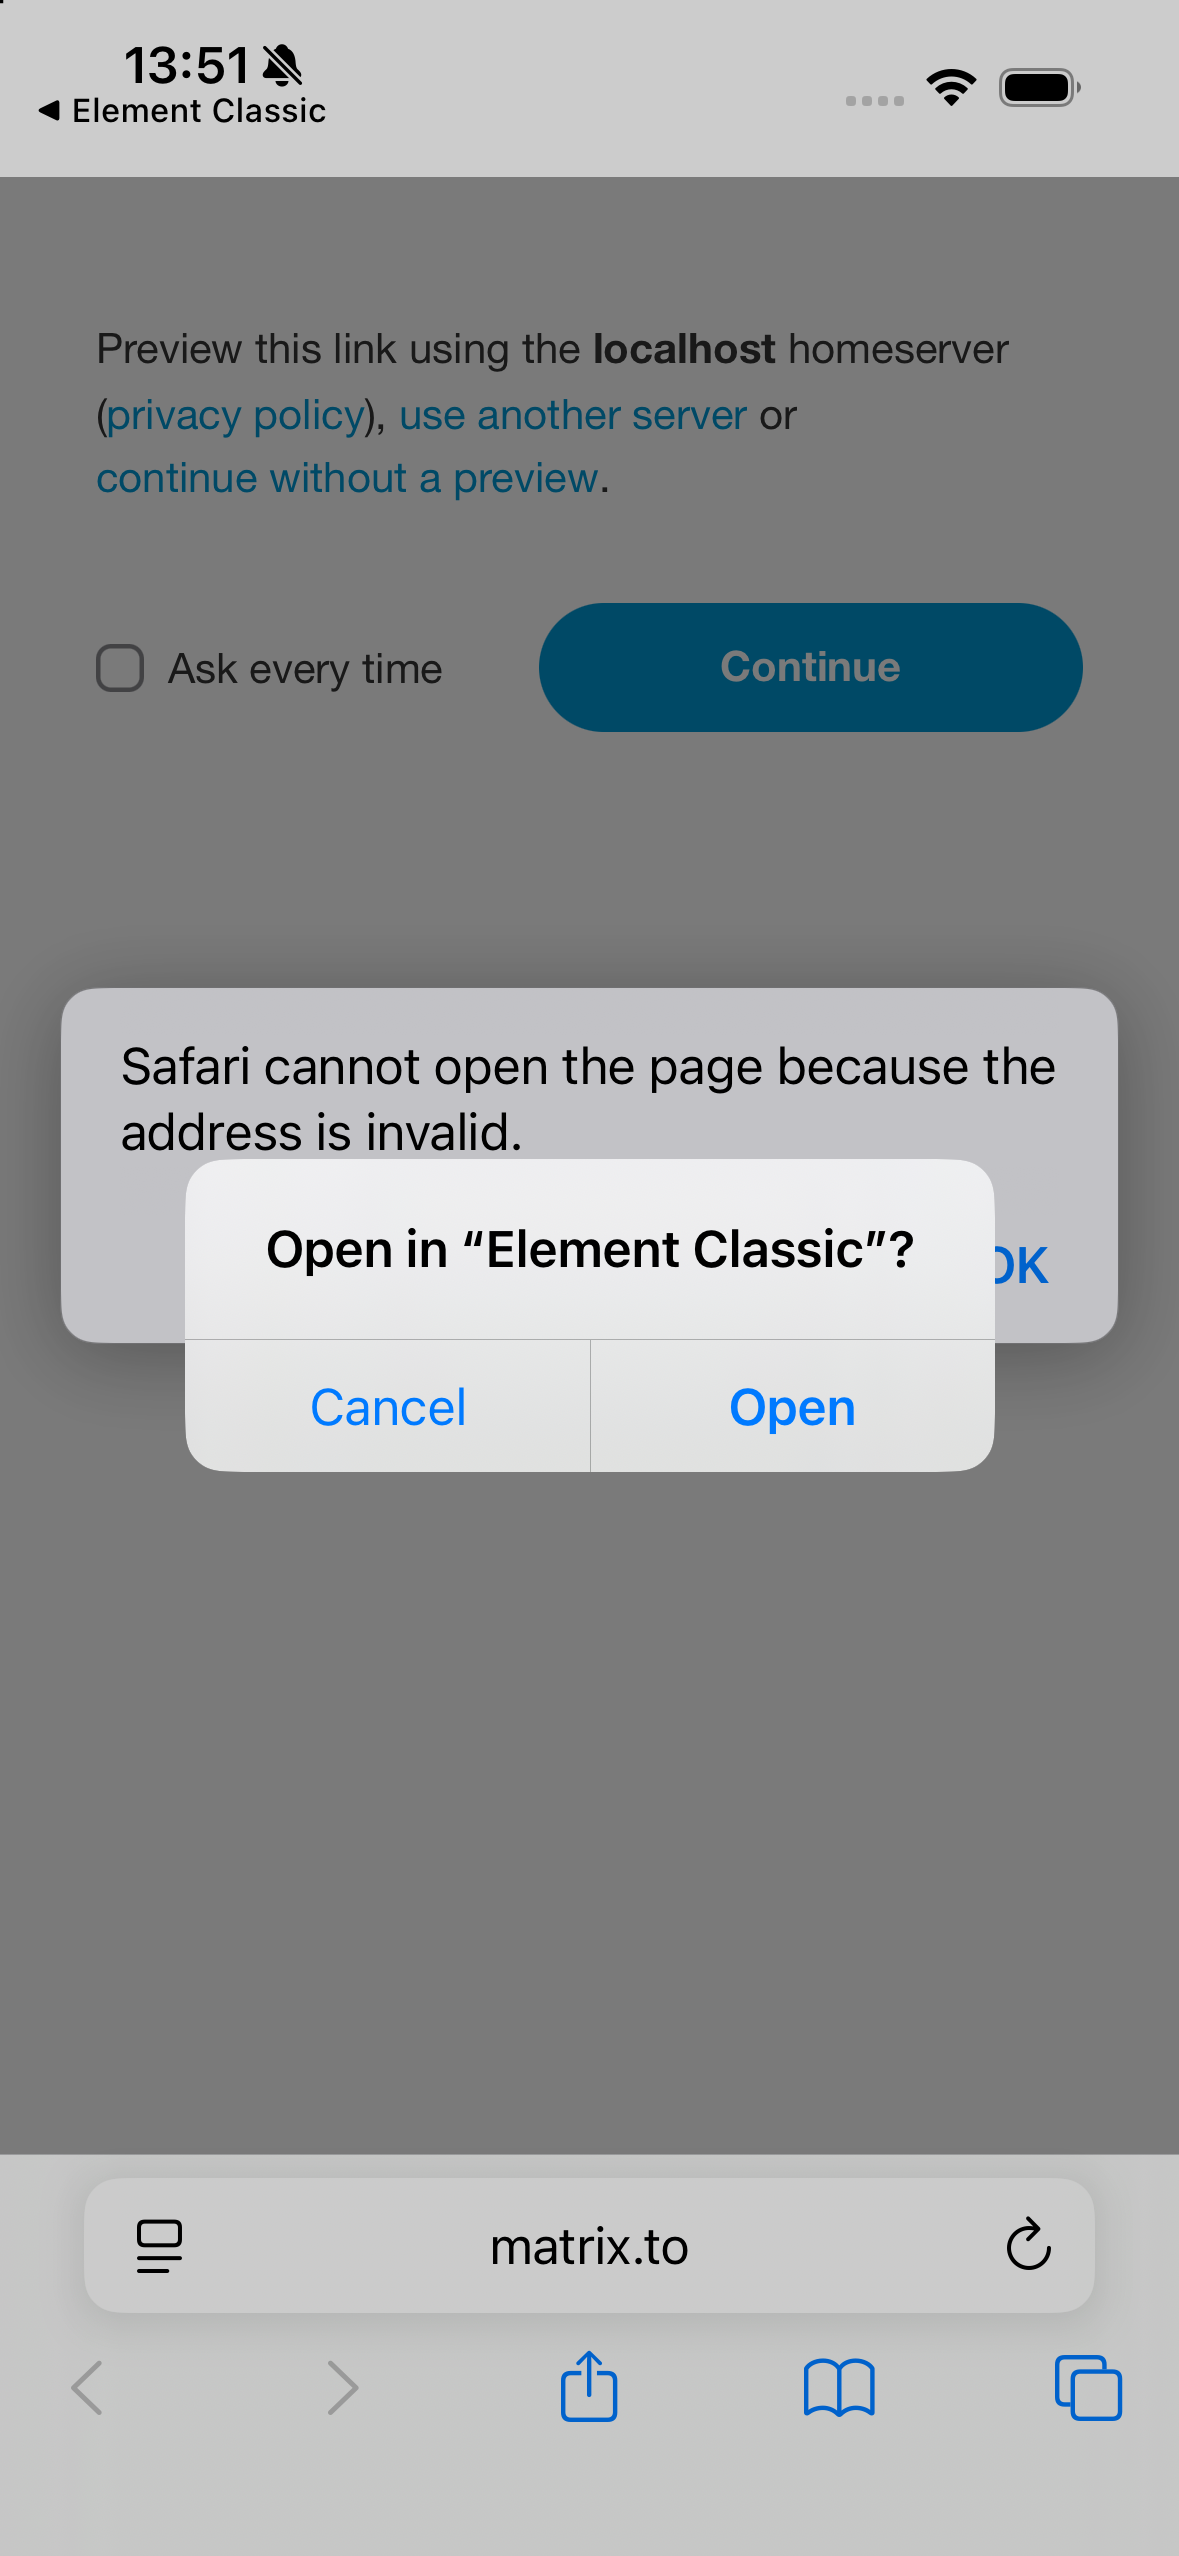 13:51
◀ Element Classic
Preview this link using the localhost homeserver
(privacy policy), use another server or
continue without a preview.
Ask every time
Continue
Safari cannot open the page because the
address is invalid.
OK
Open in “Element Classic”?
Cancel
Open
matrix.to